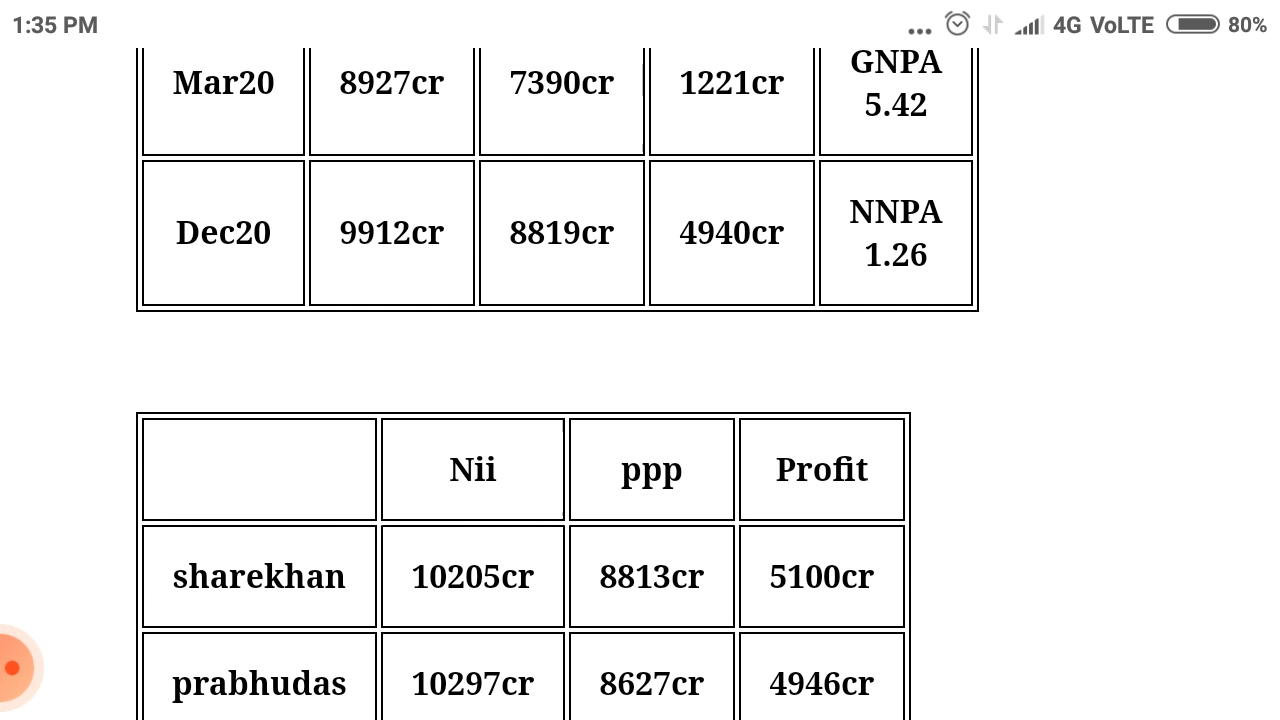 1:35 PM ... 4G VoLTE 80%
Mar20 8927cr 7390cr 1221cr GNPA
5.42
Dec20 9912cr 8819cr 4940cr NNPA
1.26
Nii ppp Profit
sharekhan 10205cr 8813cr 5100cr
prabhudas 10297cr 8627cr 4946cr